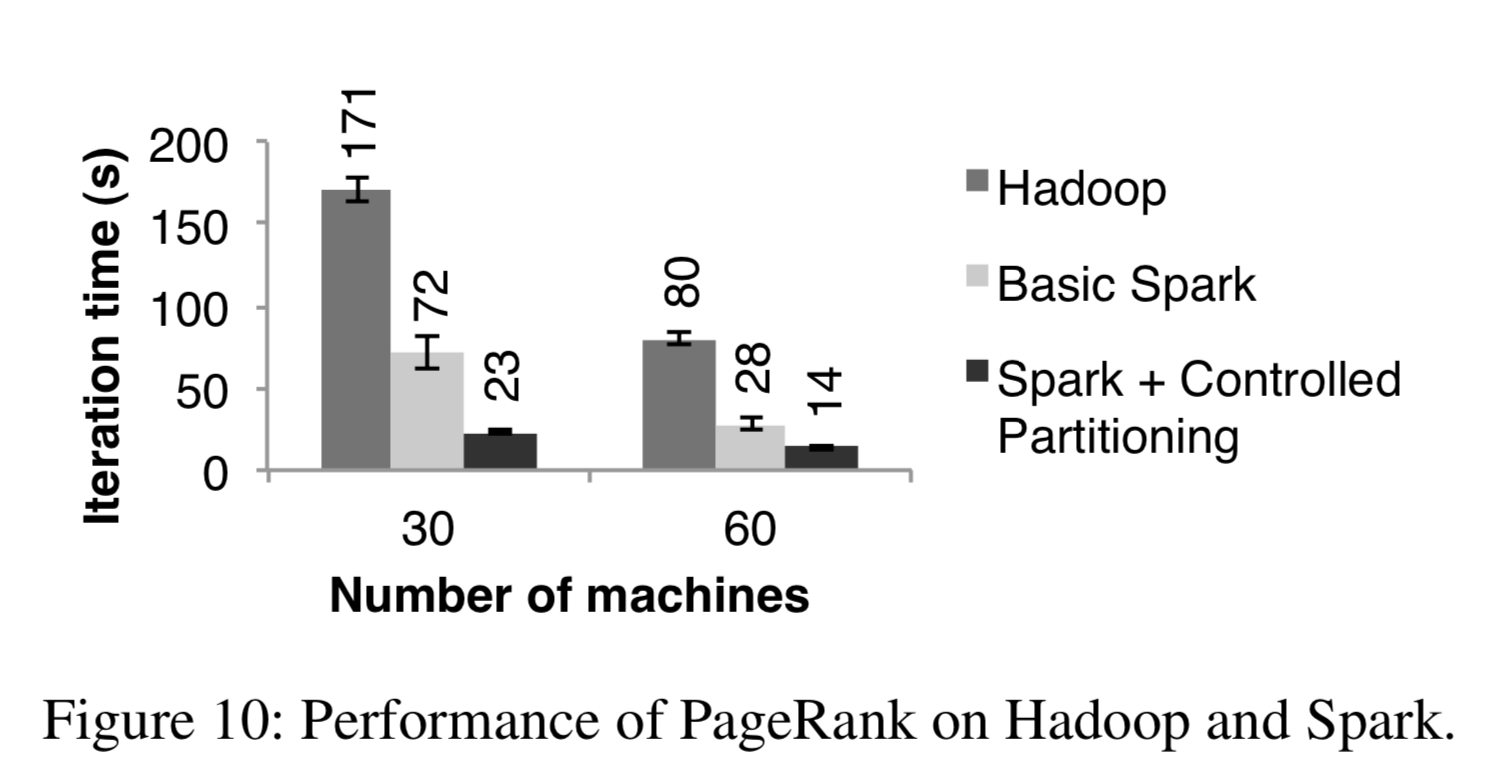 Iteration time (s)
200
150
100
50
0
171
72
23
80
28
14
30
60
Number of machines
Hadoop
Basic Spark
Spark + Controlled
Partitioning
Figure 10: Performance of PageRank on Hadoop and Spark.